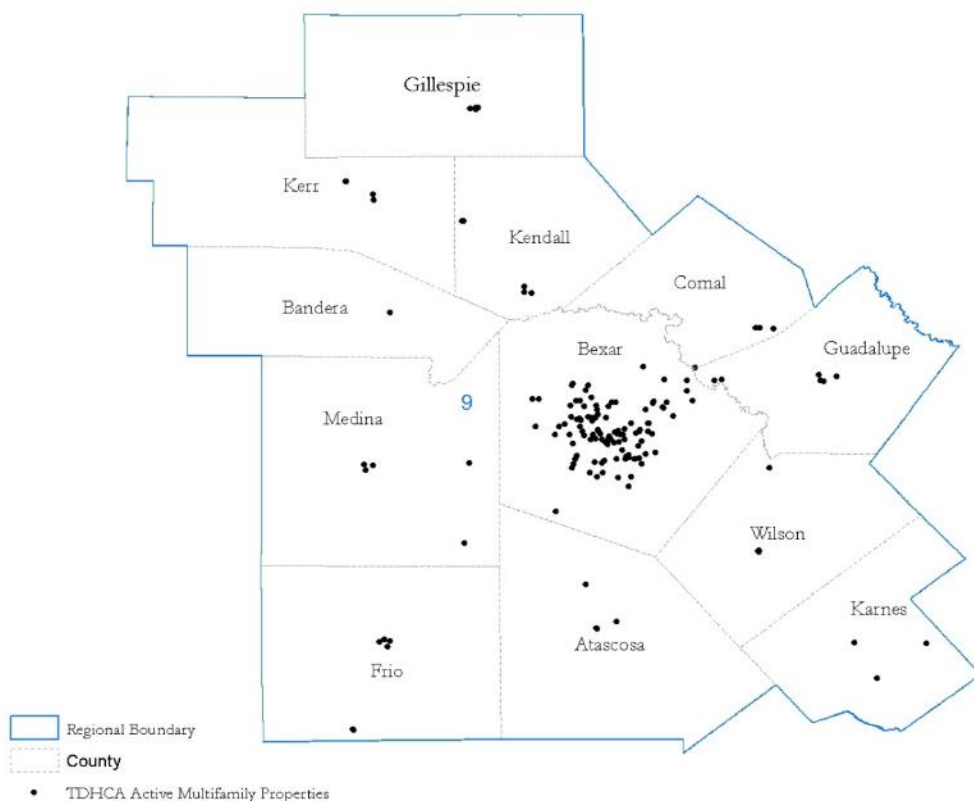 Gillespie
Kerr
Kendall
Comal
Bandera
Bexar
Guadalupe
9
Medina
Wilson
Karnes
Atascosa
Frio
Regional Boundary
County
TDHCA Active Multifamily Properties